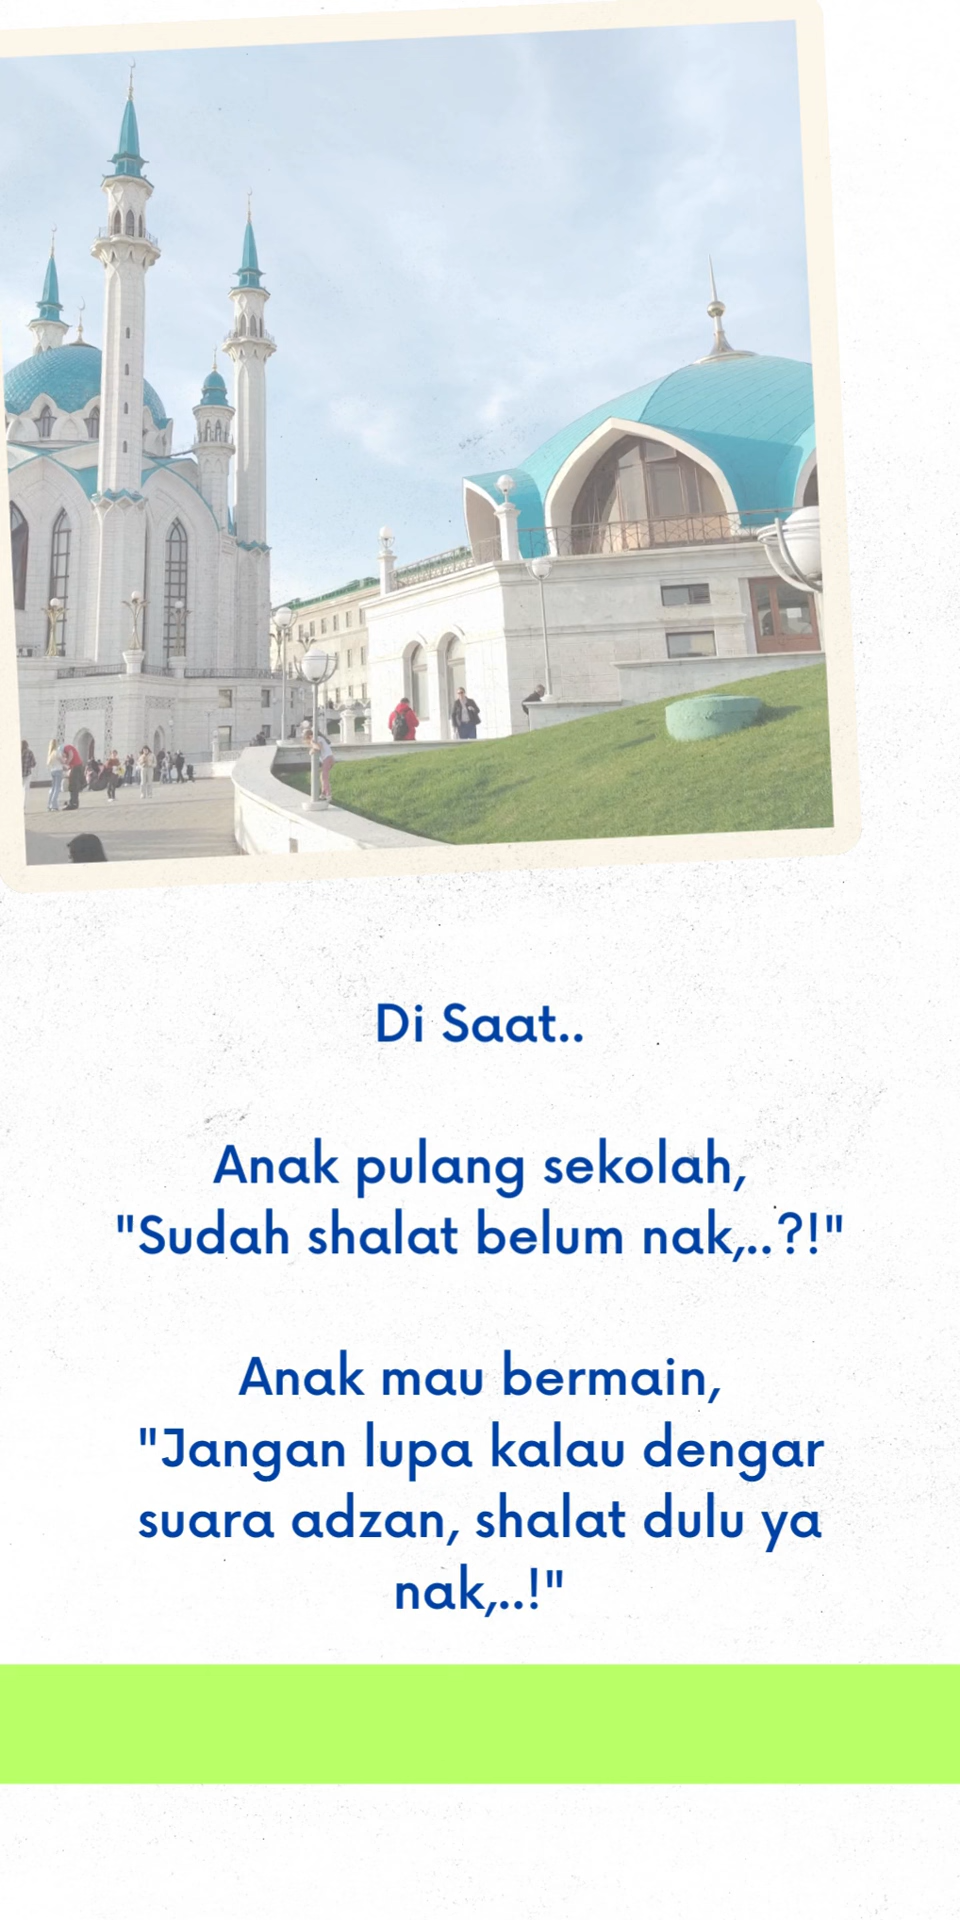 Di Saat..
Anak pulang sekolah,
"Sudah shalat belum nak,..?!"
Anak mau bermain,
"Jangan lupa kalau dengar
suara adzan, shalat dulu ya
nak,..!"